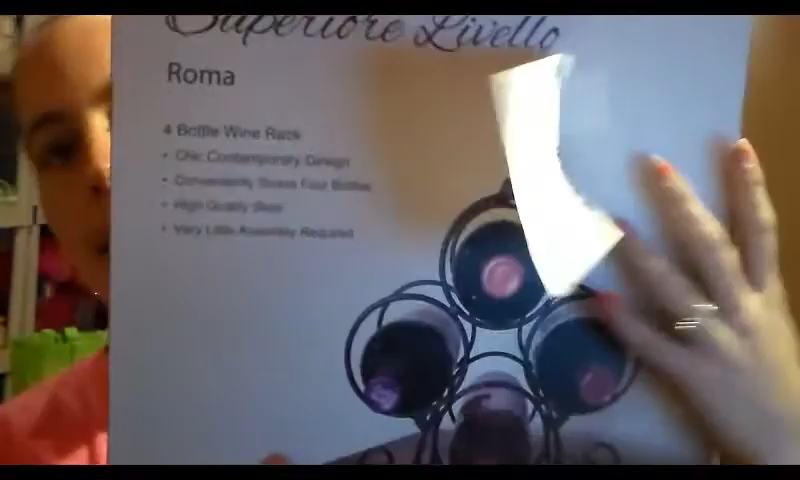 Superiore Livello
Roma
4 Bottle Wine Rack
• Chic Contemporary Design
• Conveniently Stores Four Bottles
• High Quality Steel
• Very Little Assembly Required